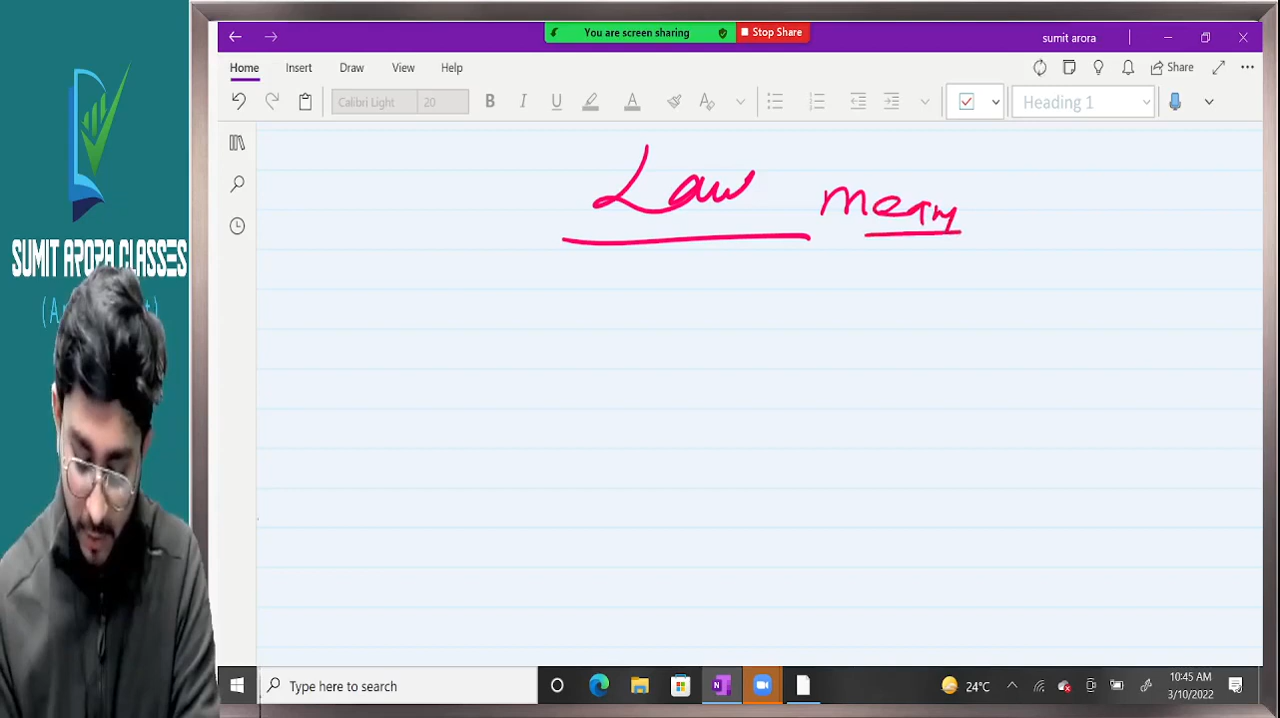 You are screen sharing Stop Share
sumit arora
Home Insert Draw View Help Share
Calibri Light 20 B I U A A Heading 1
Law mean
SUMIT ARORA CLASSES
Type here to search
24°C
10:45 AM
3/10/2022